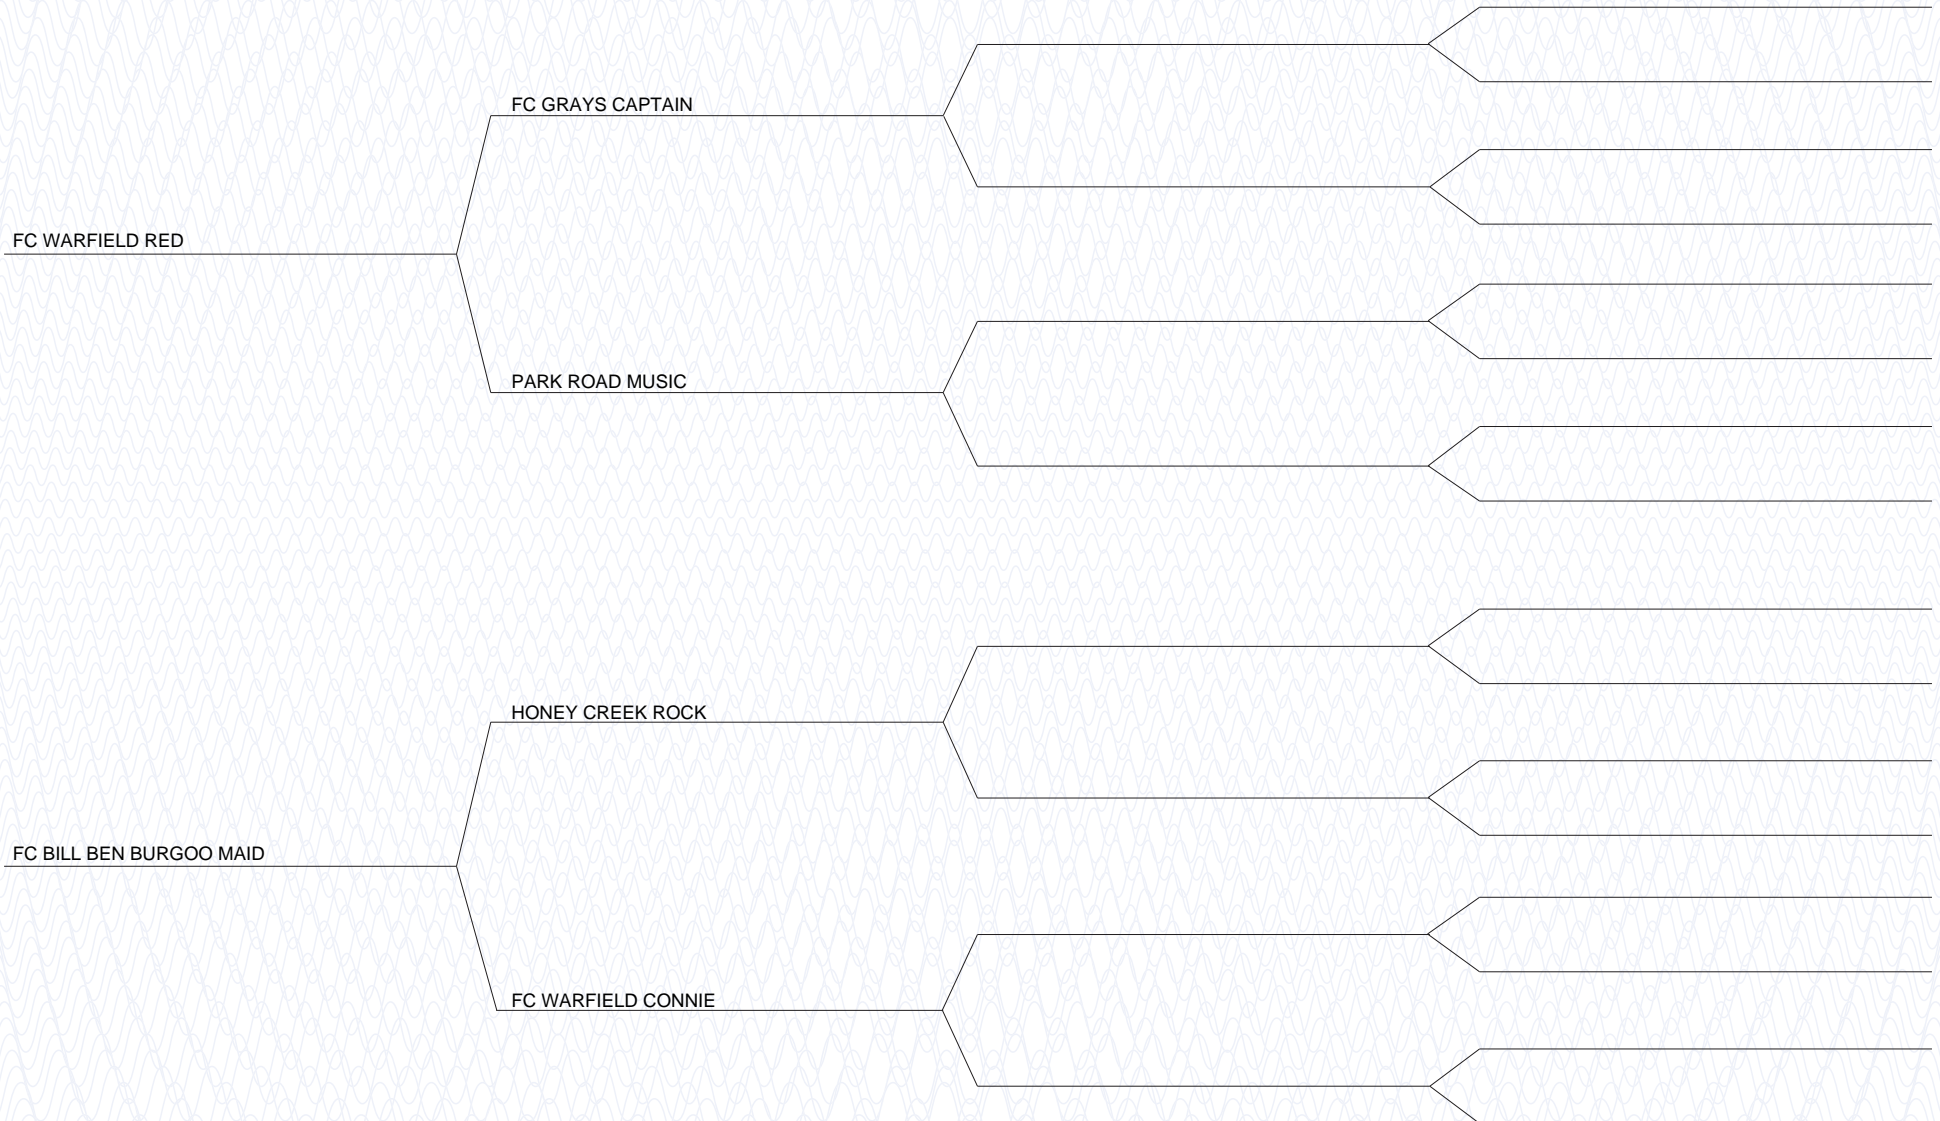 FC GRAYS CAPTAIN
FC WARFIELD RED
PARK ROAD MUSIC
HONEY CREEK ROCK
FC BILL BEN BURGOO MAID
FC WARFIELD CONNIE